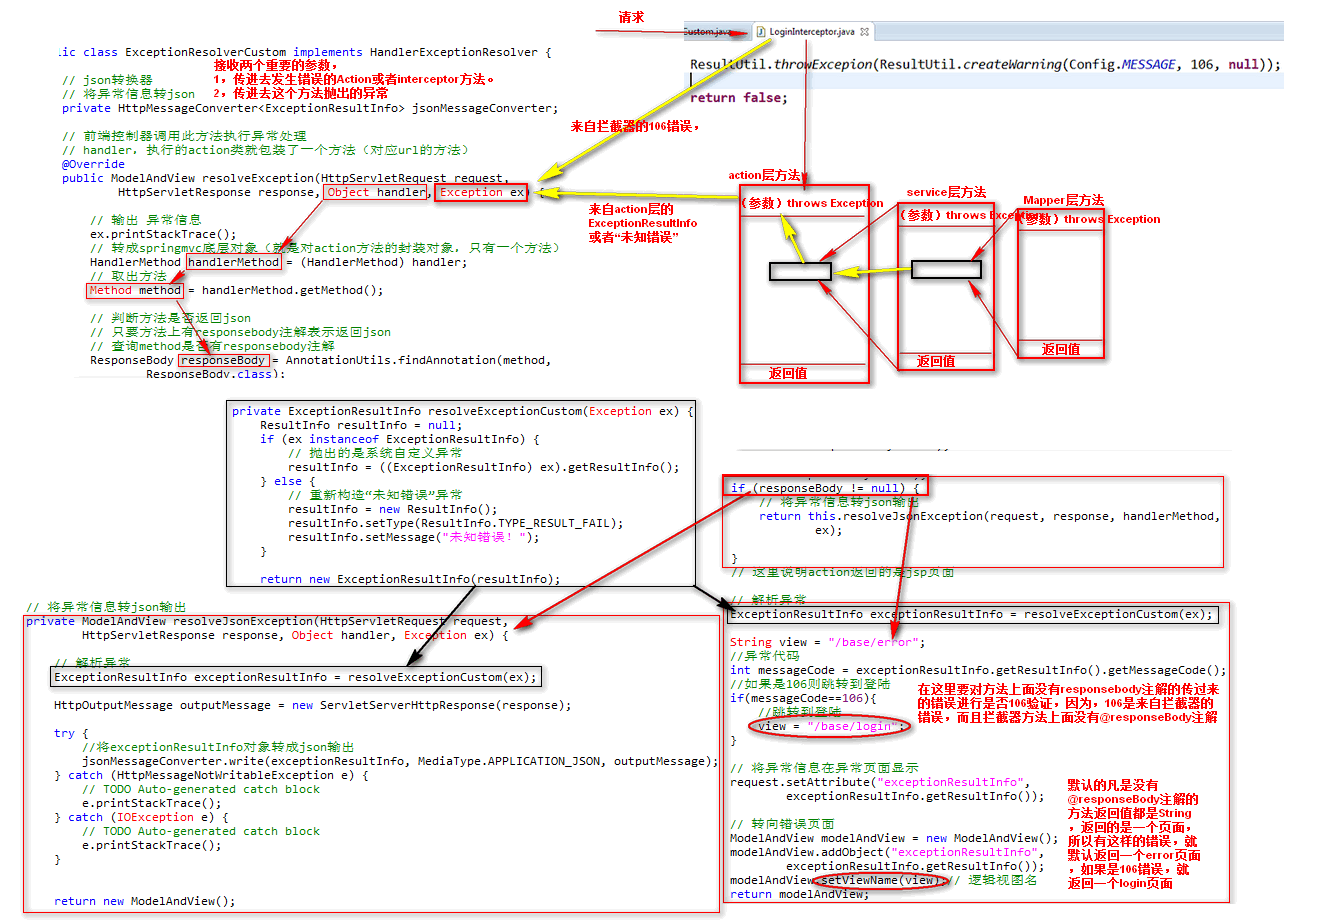 请求
Custom.java
LoginInterceptor.java
ResultUtil.throwExcepion(ResultUtil.createWarning(Config.MESSAGE, 106, null));
return false;
lic class ExceptionResolverCustom implements HandlerExceptionResolver {
接收两个重要的参数,
// json转换器
1, 传进去发生错误的Action或者interceptor方法。
// 将异常信息转json
2, 传进去这个方法抛出的异常
private HttpMessageConverter<ExceptionResultInfo> jsonMessageConverter;
来自拦截器的106错误,
// 前端控制器调用此方法执行异常处理
// handler，执行的action类就包装了一个方法（对应url的方法）
@Override
public ModelAndView resolveException(HttpServletRequest request,
HttpServletResponse response, Object handler, Exception ex) {
// 输出 异常信息
ex.printStackTrace();
// 转成springmvc底层对象（就是对action方法的封装对象，只有一个方法）
HandlerMethod handlerMethod = (HandlerMethod) handler;
// 取出方法
Method method = handlerMethod.getMethod();
// 判断方法是否返回json
// 只要方法上有responsebody注解表示返回json
// 查询method是否有responsebody注解
ResponseBody responseBody = AnnotationUtils.findAnnotation(method,
ResponseBody.class);
来自action层的
ExceptionResultInfo
或者“未知错误”
action层方法
(参数) throws Exception
返回值
service层方法
(参数) throws Exception
返回值
Mapper层方法
(参数) throws Exception
返回值
private ExceptionResultInfo resolveExceptionCustom(Exception ex) {
ResultInfo resultInfo = null;
if (ex instanceof ExceptionResultInfo) {
// 抛出的是系统自定义异常
resultInfo = ((ExceptionResultInfo) ex).getResultInfo();
} else {
// 重新构造“未知错误”异常
resultInfo = new ResultInfo();
resultInfo.setType(ResultInfo.TYPE_RESULT_FAIL);
resultInfo.setMessage("未知错误！");
}
return new ExceptionResultInfo(resultInfo);
if (responseBody != null) {
// 将异常信息转json输出
return this.resolveJsonException(request, response, handlerMethod,
ex);
}
// 这里说明action返回的是jsp页面
// 解析异常
ExceptionResultInfo exceptionResultInfo = resolveExceptionCustom(ex);
String view = "/base/error";
//异常代码
int messageCode = exceptionResultInfo.getResultInfo().getMessageCode();
//如果是106则跳转到登陆
if(messageCode==106){
//跳转到登陆
view = "/base/login";
}
在这里要对方法上面没有responsebody注解的传过来
的错误进行是否106验证, 因为, 106是来自拦截器的
错误, 而且拦截器方法上面没有@responseBody注解
// 将异常信息在异常页面显示
request.setAttribute("exceptionResultInfo",
exceptionResultInfo.getResultInfo());
// 转向错误页面
ModelAndView modelAndView = new ModelAndView();
modelAndView.addObject("exceptionResultInfo",
exceptionResultInfo.getResultInfo());
modelAndView.setViewName(view);// 逻辑视图名
return modelAndView;
默认的凡是没有
@responseBody注解的
方法返回值都是String
, 返回的是一个页面,
所以有这样的错误, 就
默认返回一个error页面
, 如果是106错误, 就
返回一个login页面
// 将异常信息转json输出
private ModelAndView resolveJsonException(HttpServletRequest request,
HttpServletResponse response, Object handler, Exception ex) {
// 解析异常
ExceptionResultInfo exceptionResultInfo = resolveExceptionCustom(ex);
HttpOutputMessage outputMessage = new ServletServerHttpResponse(response);
try {
//将exceptionResultInfo对象转成json输出
jsonMessageConverter.write(exceptionResultInfo, MediaType.APPLICATION_JSON, outputMessage);
} catch (HttpMessageNotWritableException e) {
// TODO Auto-generated catch block
e.printStackTrace();
} catch (IOException e) {
// TODO Auto-generated catch block
e.printStackTrace();
}
return new ModelAndView();